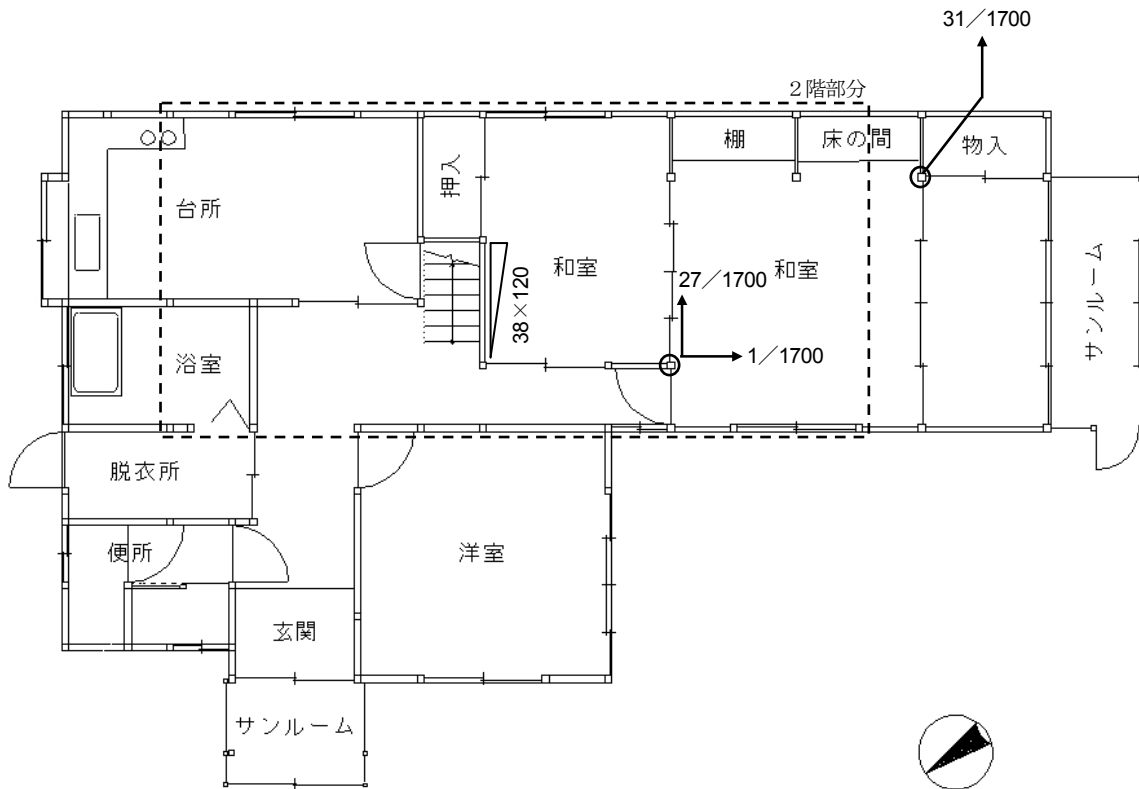 31／1700
２階部分
棚
床の間
物入
押入
台所
和室
和室
サンルーム
38×120
27／1700
1／1700
浴室
脱衣所
便所
洋室
玄関
サンルーム